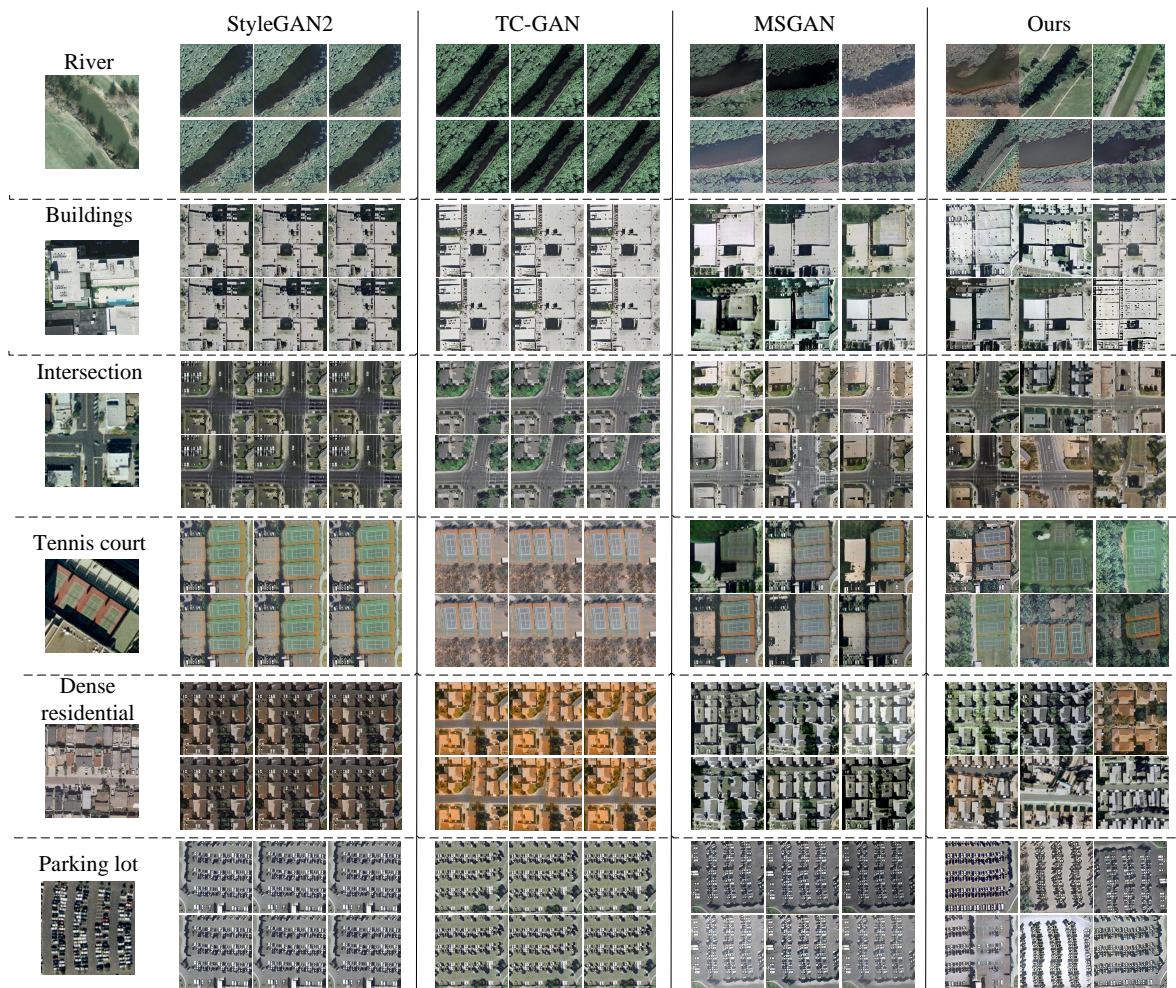 StyleGAN2
TC-GAN
MSGAN
Ours
River
Buildings
Intersection
Tennis court
Dense
residential
Parking lot